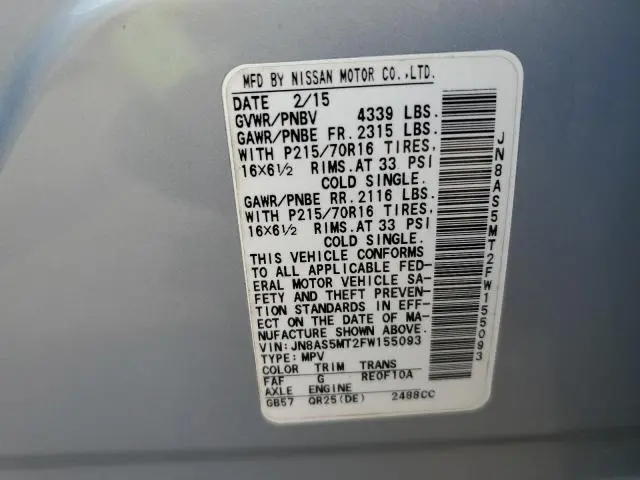 MFD BY NISSAN MOTOR CO.,LTD.
DATE 2/15
GVWR/PNBV 4339 LBS.
GAWR/PNBE FR.2315 LBS.
WITH P215/70R16 TIRES,
16X6½ RIMS.AT 33 PSI
COLD SINGLE.
GAWR/PNBE RR.2116 LBS.
WITH P215/70R16 TIRES,
16X6½ RIMS.AT 33 PSI
COLD SINGLE.
THIS VEHICLE CONFORMS
TO ALL APPLICABLE FED-
ERAL MOTOR VEHICLE SA-
FETY AND THEFT PREVEN-
TION STANDARDS IN EFF-
ECT ON THE DATE OF MA-
NUFACTURE SHOWN ABOVE.
VIN:JN8AS5MT2FW155093
TYPE:MPV
COLOR TRIM TRANS
FAF G RE0F10A
AXLE ENGINE
GB57 QR25(DE) 2488CC
JN8AS5MT2FW155093